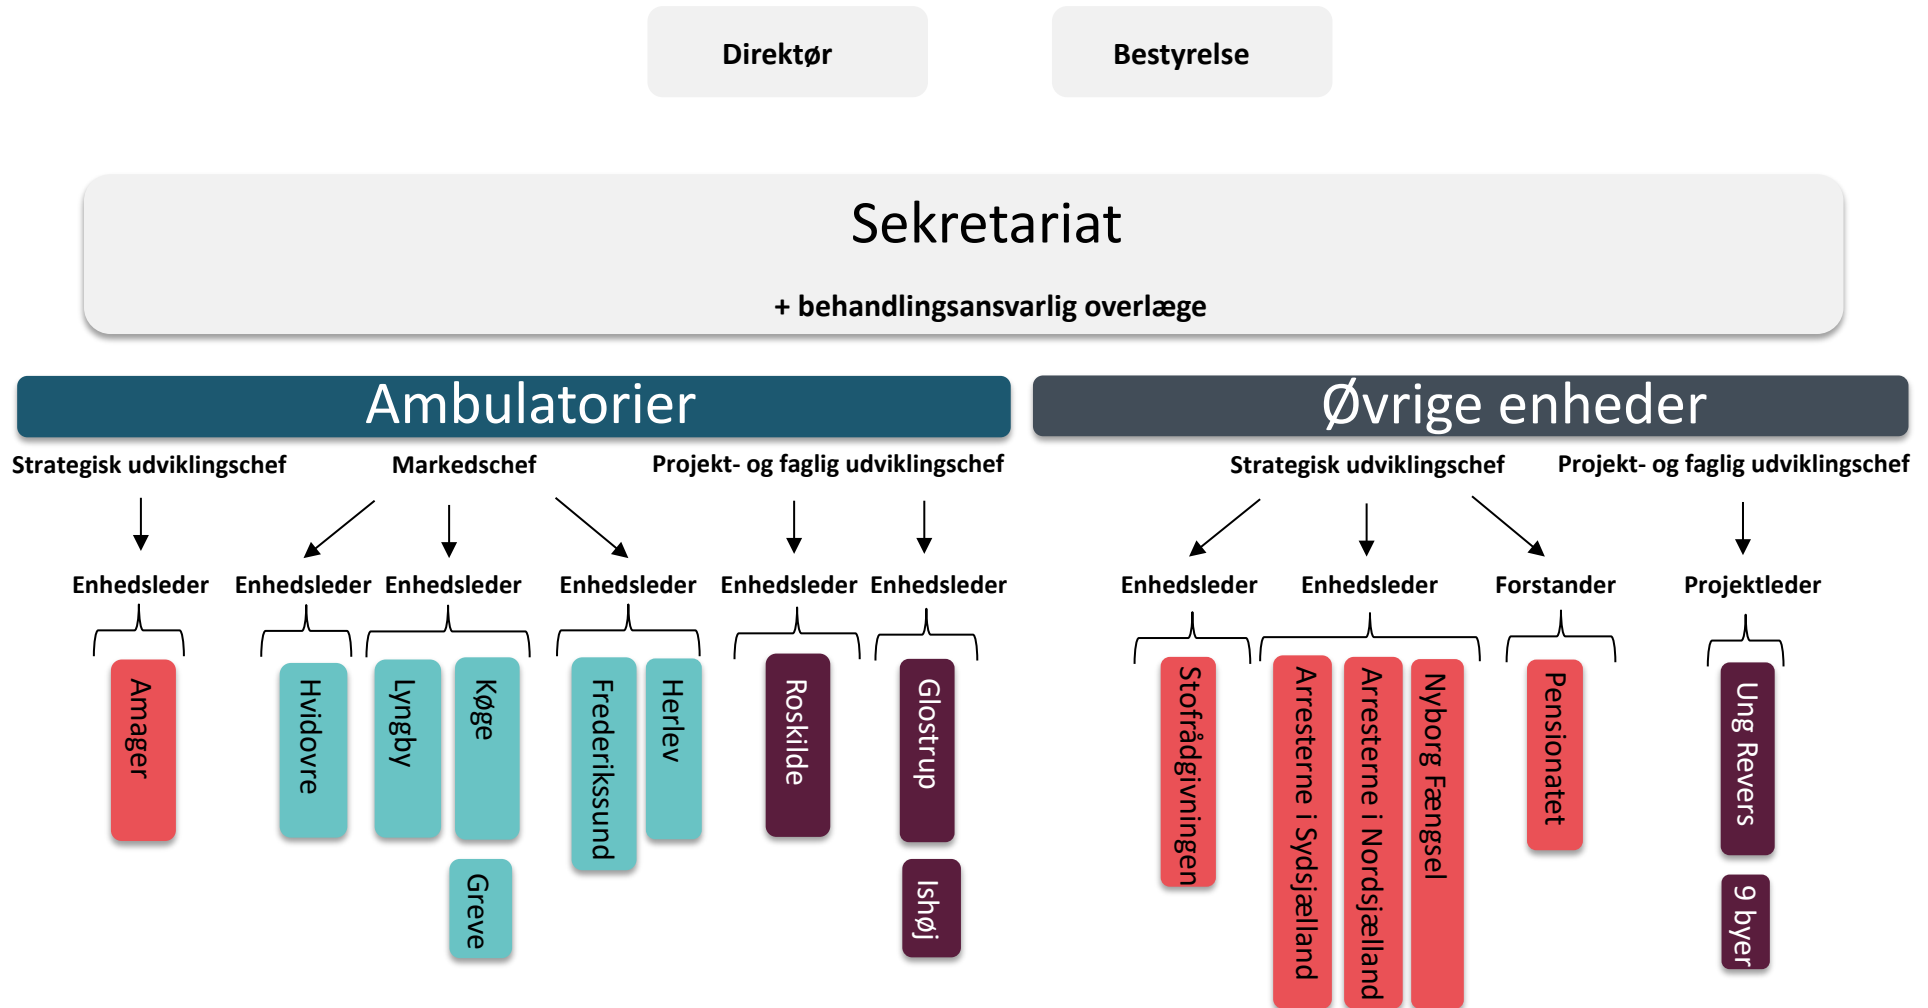 Direktør
Bestyrelse
Sekretariat
+ behandlingsansvarlig overlæge
Ambulatorier
Øvrige enheder
Strategisk udviklingschef
Markedschef
Projekt- og faglig udviklingschef
Strategisk udviklingschef
Projekt- og faglig udviklingschef
Enhedsleder
Enhedsleder
Enhedsleder
Enhedsleder
Enhedsleder
Enhedsleder
Enhedsleder
Enhedsleder
Forstander
Projektleder
Amager
Hvidovre
Lyngby
Køge
Frederikssund
Herlev
Roskilde
Glostrup
Stofrådgivningen
Arresterne i Sydsjælland
Arresterne i Nordsjælland
Nyborg Fængsel
Pensionatet
Ung Revers
Greve
Ishøj
9 byer